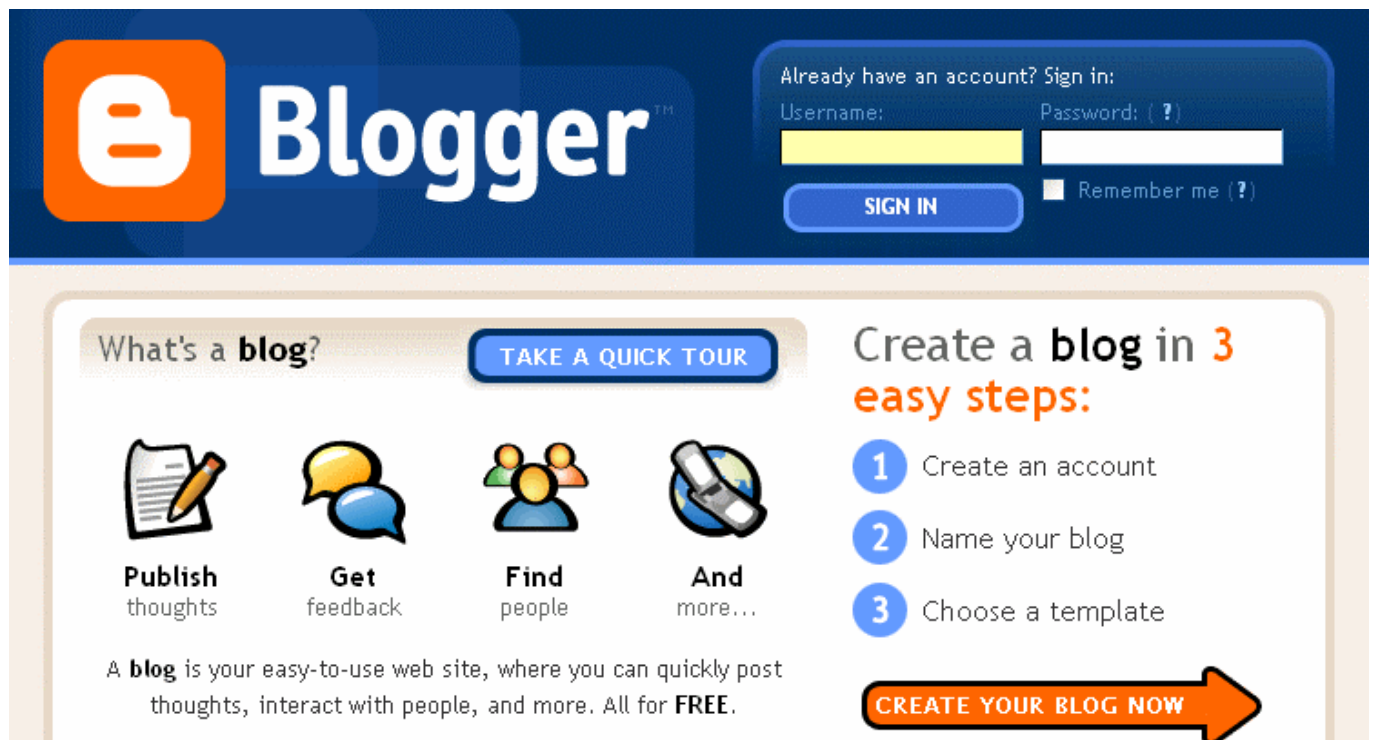 Blogger™
Already have an account? Sign in:
Username:
Password: ( ? )
SIGN IN
Remember me (?)
What's a blog?
TAKE A QUICK TOUR
Publish
thoughts
Get
feedback
Find
people
And
more...
A blog is your easy-to-use web site, where you can quickly post
thoughts, interact with people, and more. All for FREE.
Create a blog in 3
easy steps:
1 Create an account
2 Name your blog
3 Choose a template
CREATE YOUR BLOG NOW